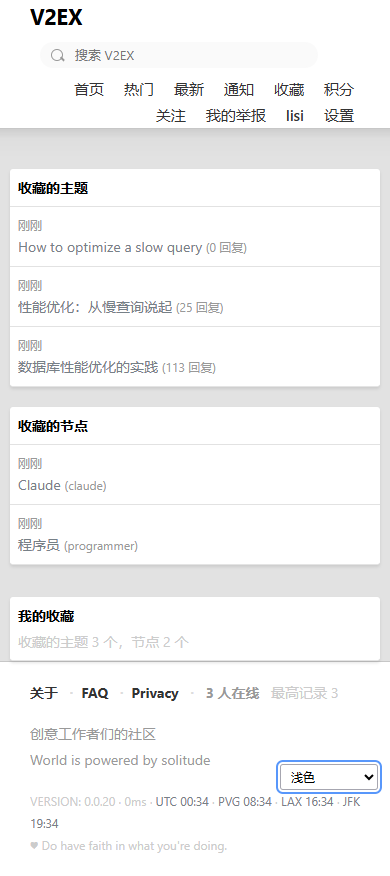 V2EX
搜索 V2EX
首页 热门 最新 通知 收藏 积分
关注 我的举报 lisi 设置
收藏的主题
刚刚
How to optimize a slow query (0 回复)
刚刚
性能优化：从慢查询说起 (25 回复)
刚刚
数据库性能优化的实践 (113 回复)
收藏的节点
刚刚
Claude (claude)
刚刚
程序员 (programmer)
我的收藏
收藏的主题 3 个，节点 2 个
关于 · FAQ · Privacy · 3 人在线 最高记录 3
创意工作者们的社区
World is powered by solitude
浅色
VERSION: 0.0.20 · 0ms · UTC 00:34 · PVG 08:34 · LAX 16:34 · JFK
19:34
♥ Do have faith in what you're doing.